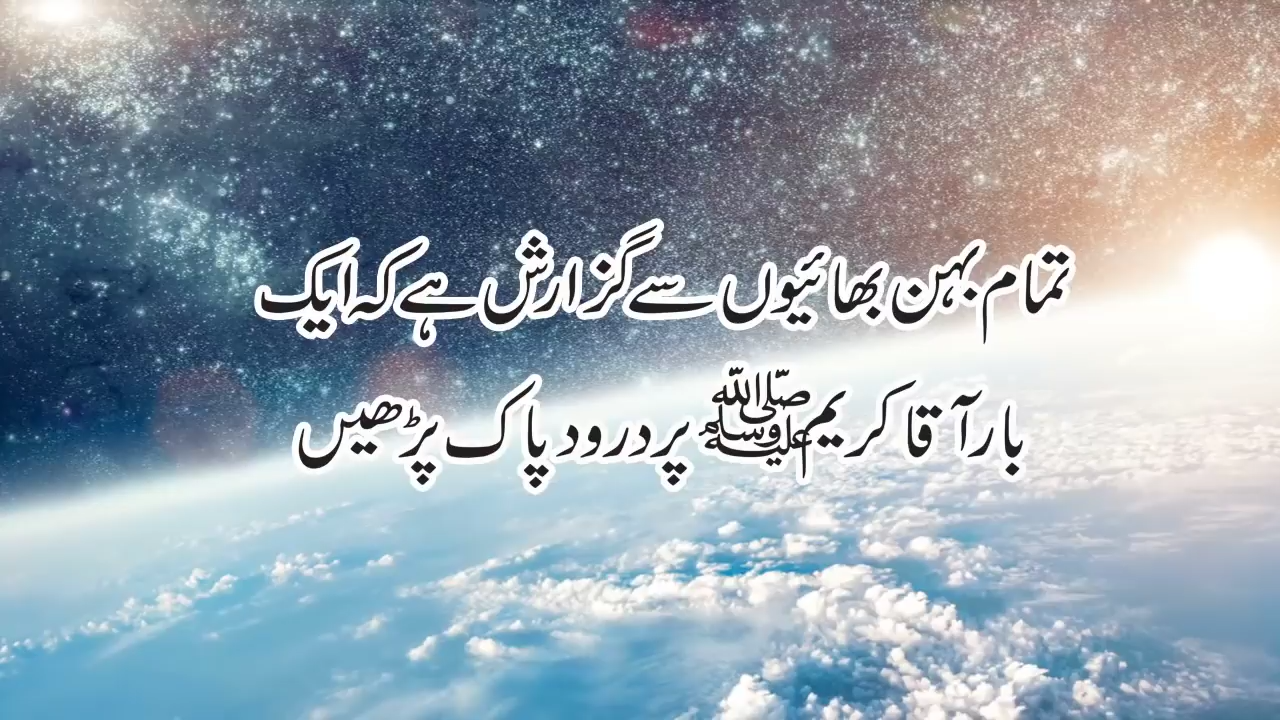 تمام بہن بھائیوں سے گزارش ہے کہ ایک
بار آقا کریم ﷺ پر درود پاک پڑھیں